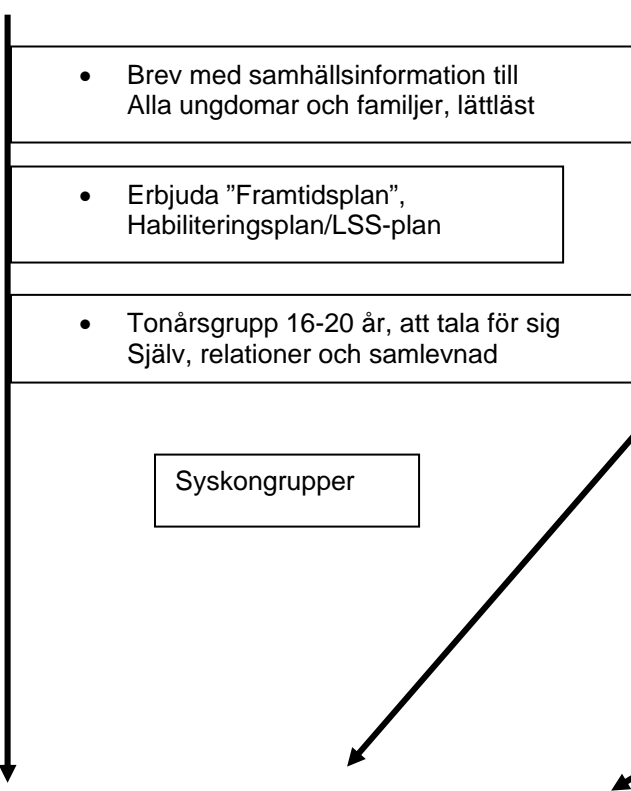 • Brev med samhällsinformation till
Alla ungdomar och familjer, lättläst
• Erbjuda ”Framtidsplan”,
Habiliteringsplan/LSS-plan
• Tonårsgrupp 16-20 år, att tala för sig
Själv, relationer och samlevnad
Syskongrupper